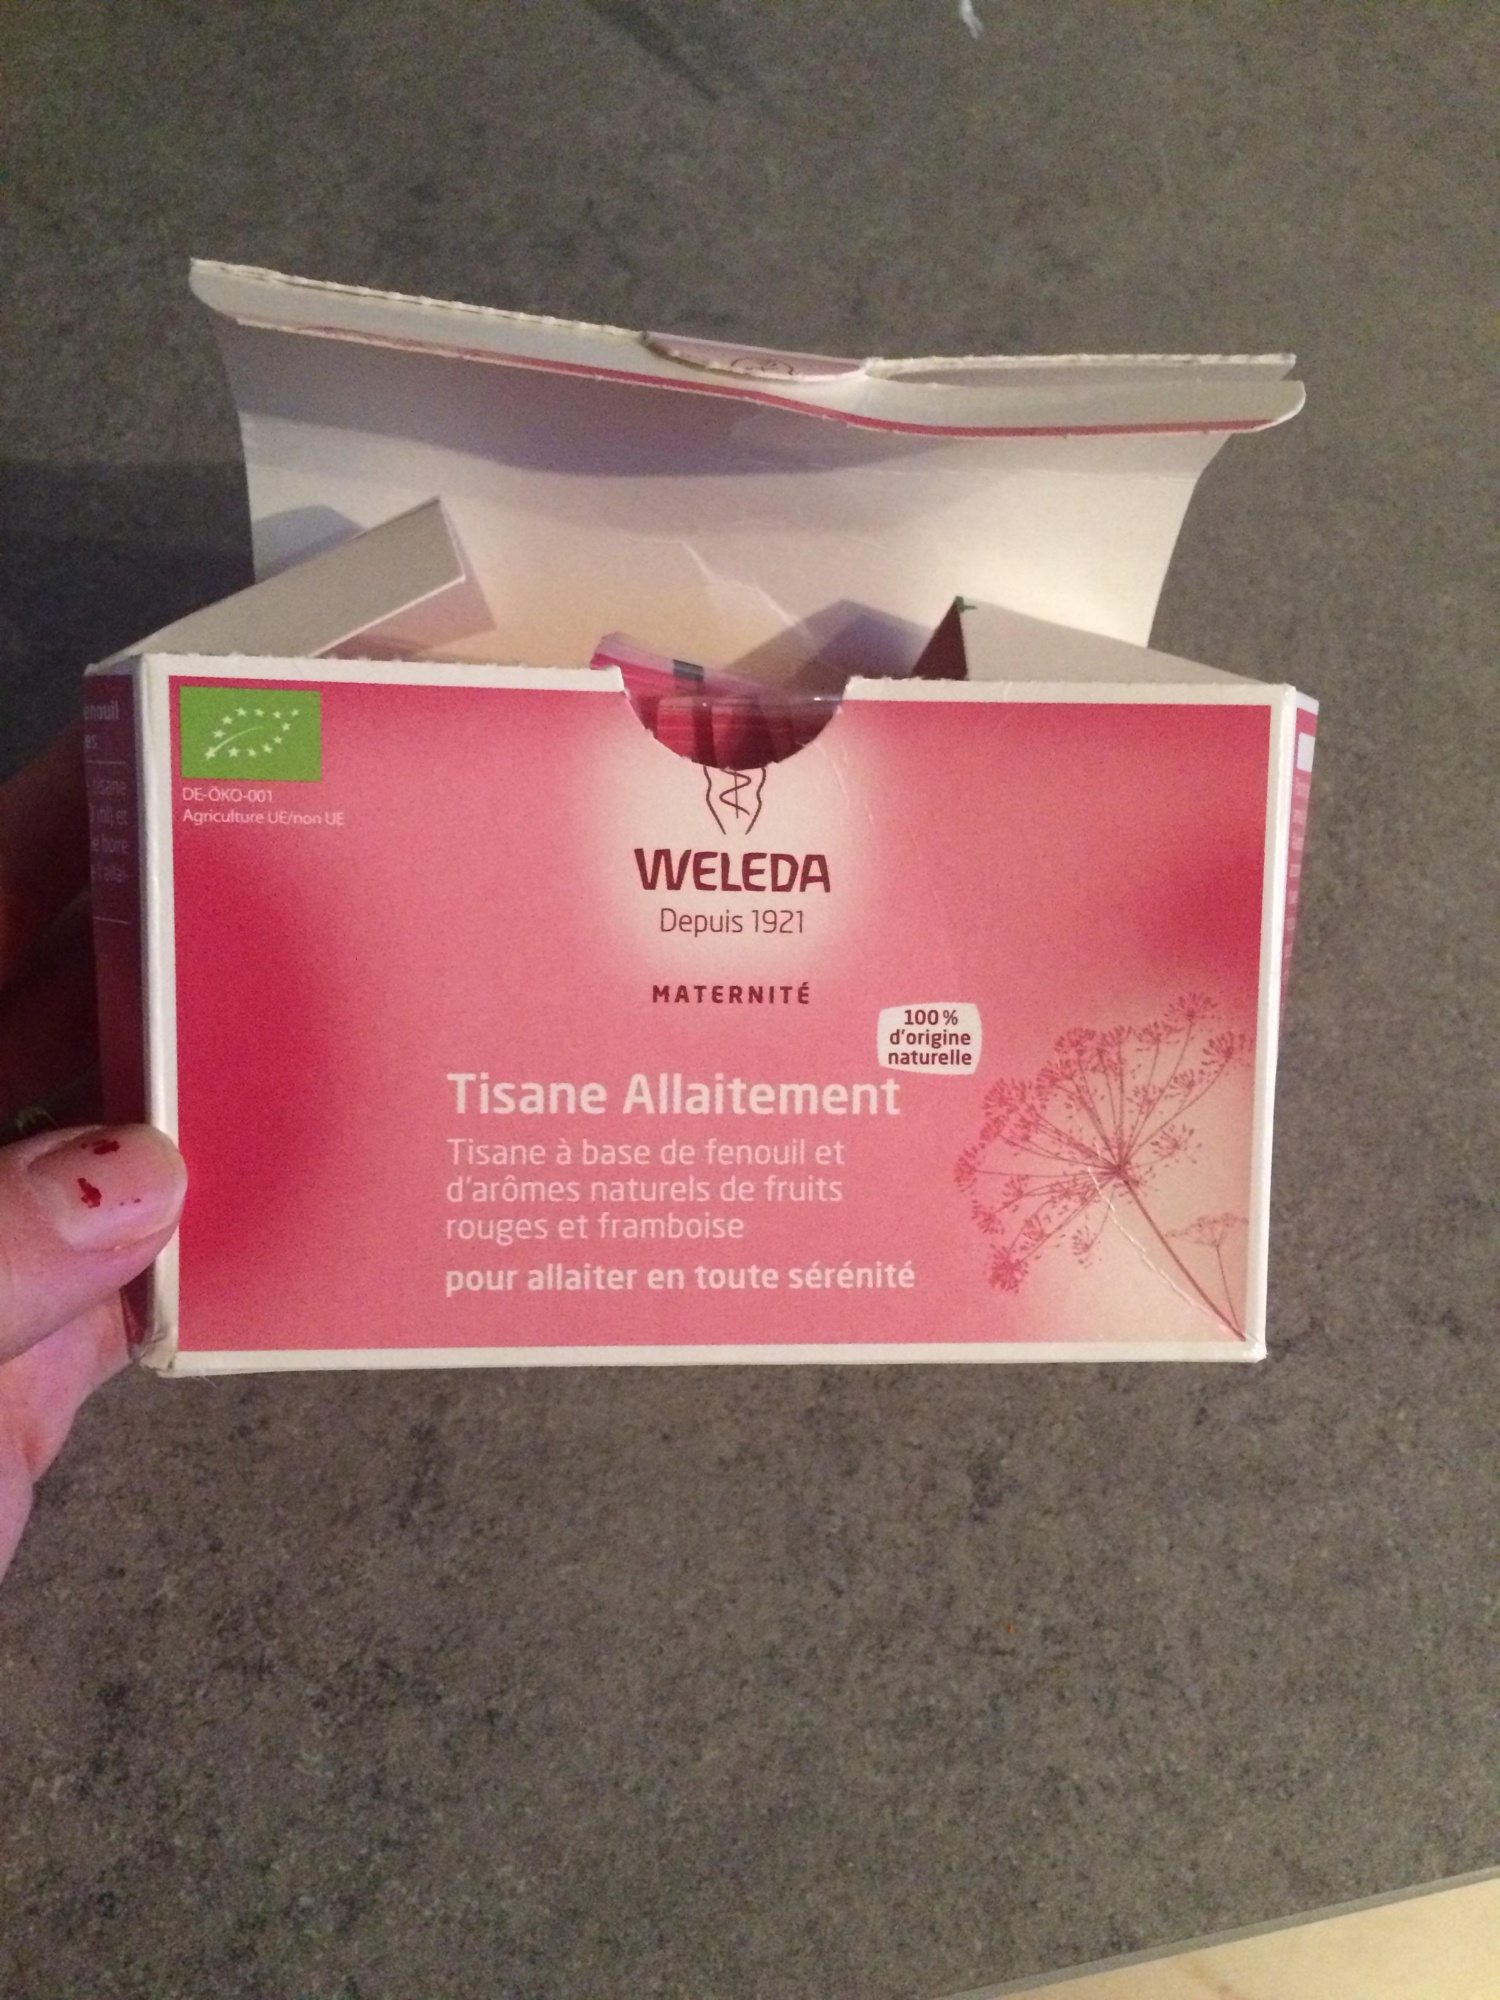 DE-ÖKO-001
Agriculture UE/non UE
WELEDA
Depuis 1921
MATERNITÉ
100%
d'origine
naturelle
Tisane Allaitement
Tisane à base de fenouil et
d'arômes naturels de fruits
rouges et framboise
pour allaiter en toute sérénité